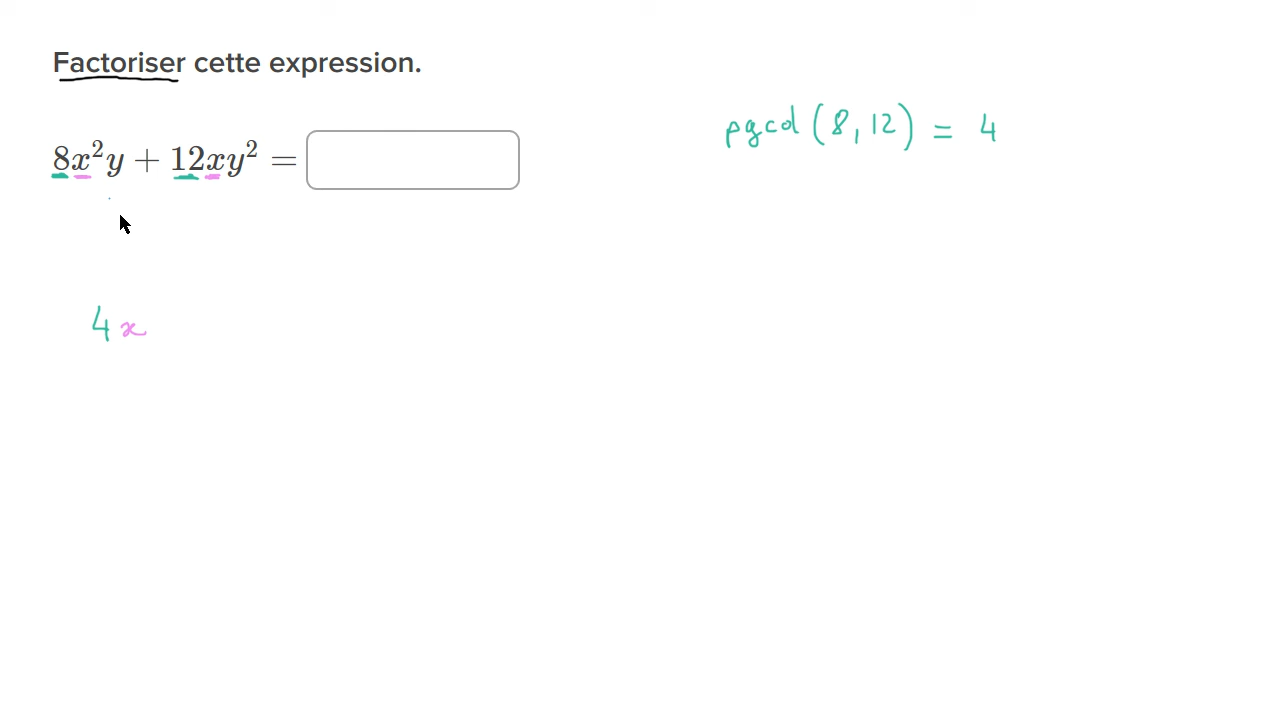 Factoriser cette expression.
pgcd (8, 12) = 4
8x²y + 12xy² =
4x